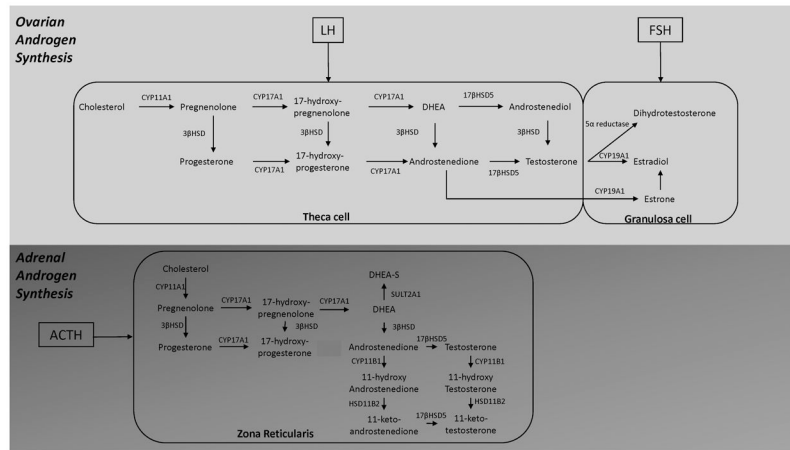 Ovarian
Androgen
Synthesis
LH
FSH
Cholesterol
CYP11A1
Pregnenolone
CYP17A1
17-hydroxy-
pregnenolone
CYP17A1
DHEA
17βHSD5
Androstenediol
3βHSD
3βHSD
3βHSD
3βHSD
Progesterone
CYP17A1
17-hydroxy-
progesterone
CYP17A1
Androstenedione
17βHSD5
Testosterone
Theca cell
Dihydrotestosterone
5α reductase
CYP19A1
Estradiol
CYP19A1
Estrone
Granulosa cell
Adrenal
Androgen
Synthesis
ACTH
Cholesterol
CYP11A1
Pregnenolone
CYP17A1
17-hydroxy-
pregnenolone
CYP17A1
DHEA-S
SULT2A1
DHEA
3βHSD
3βHSD
3βHSD
Progesterone
CYP17A1
17-hydroxy-
progesterone
Androstenedione
17βHSD5
Testosterone
CYP11B1
CYP11B1
11-hydroxy
Androstenedione
11-hydroxy
Testosterone
HSD11B2
HSD11B2
11-keto-
androstenedione
17βHSD5
11-keto-
testosterone
Zona Reticularis